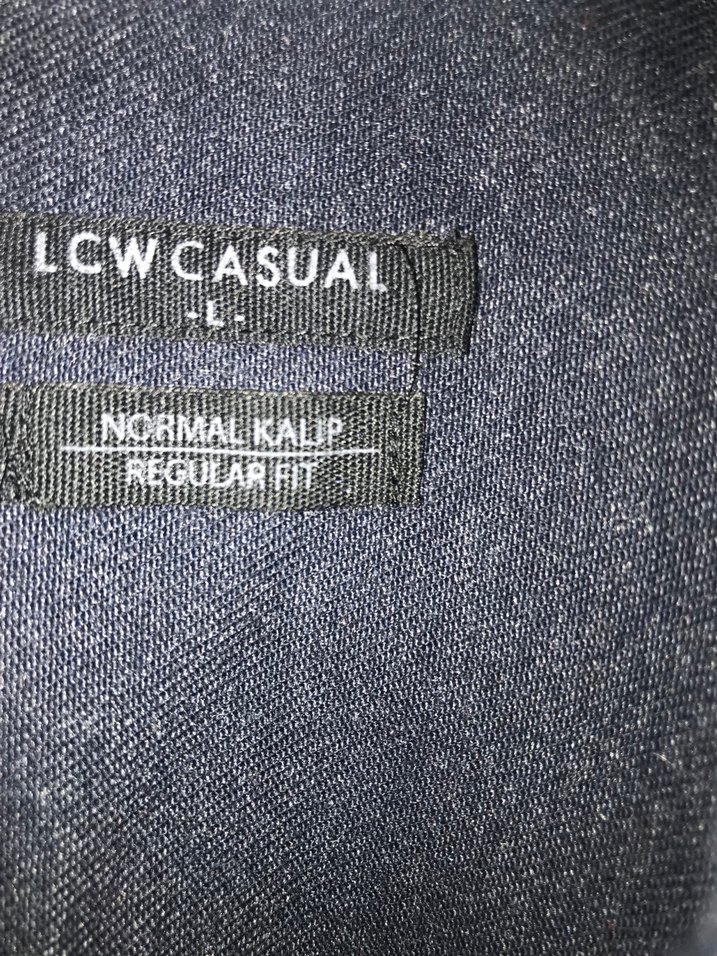 LCW CASUAL
-L-
NORMAL KALIP
REGULAR FIT